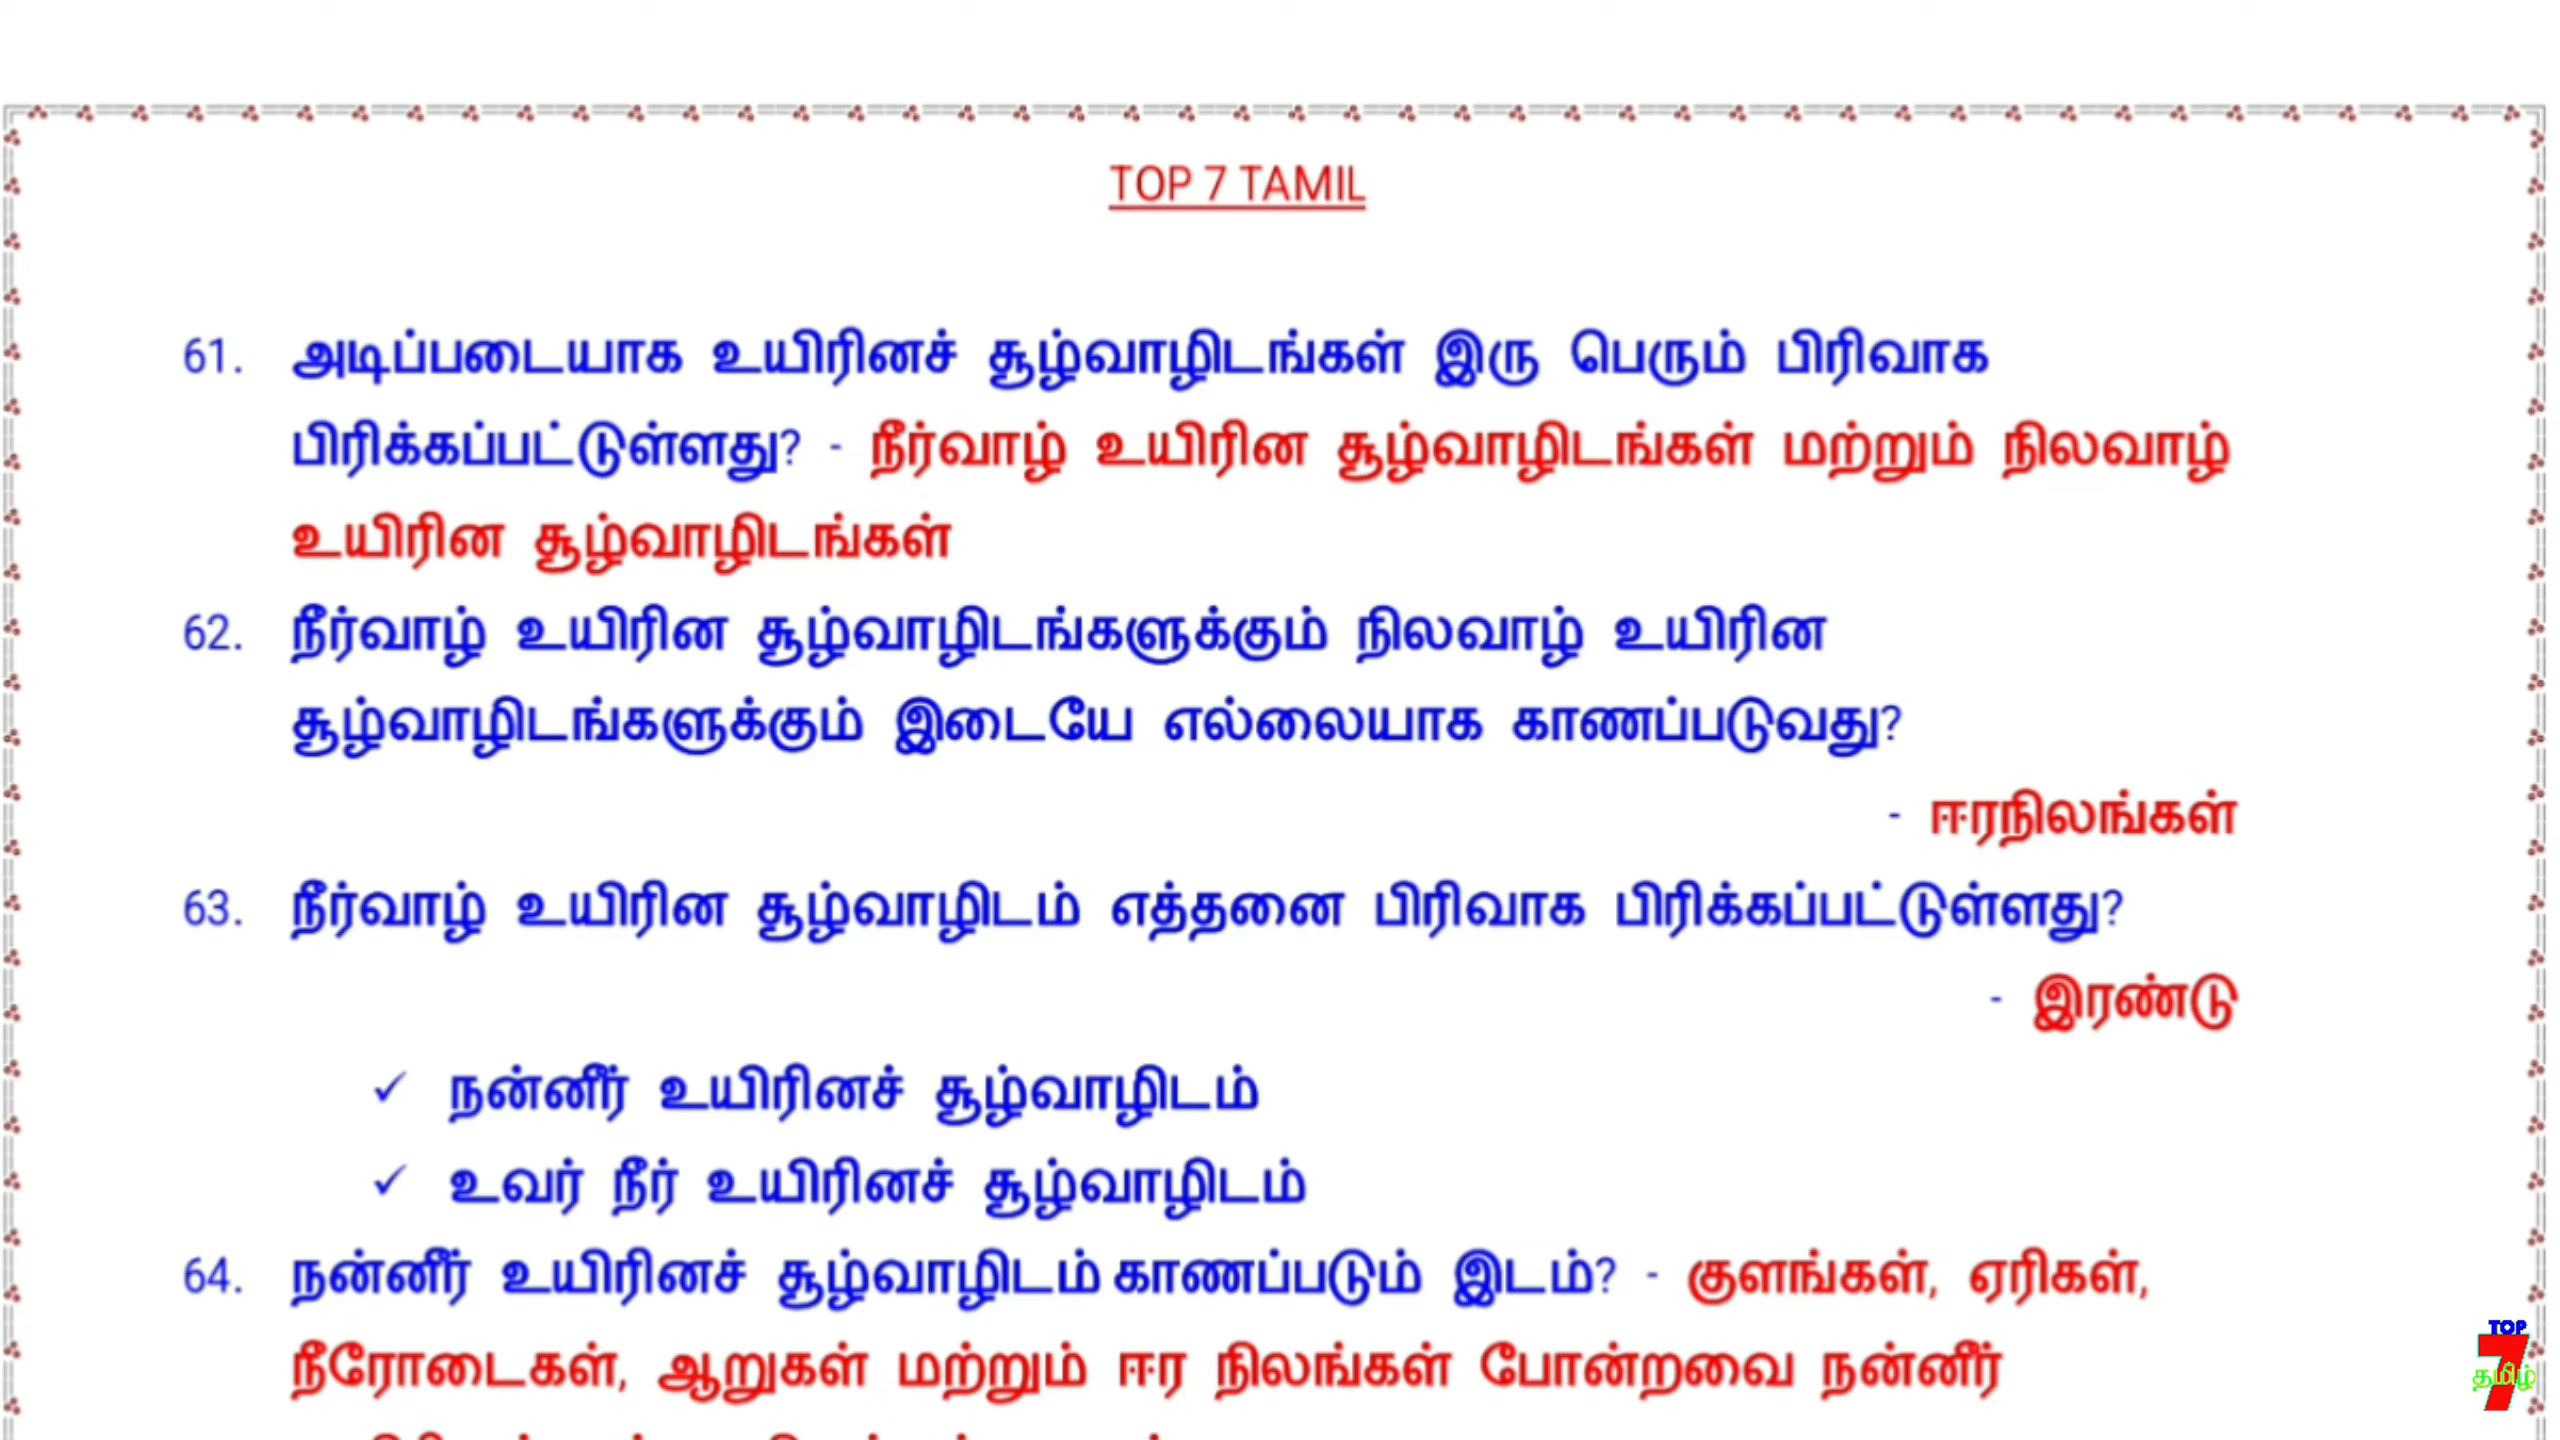 TOP 7 TAMIL
61. அடிப்படையாக உயிரினச் சூழ்வாழிடங்கள் இரு பெரும் பிரிவாக
பிரிக்கப்பட்டுள்ளது? - நீர்வாழ் உயிரின சூழ்வாழிடங்கள் மற்றும் நிலவாழ்
உயிரின சூழ்வாழிடங்கள்
62. நீர்வாழ் உயிரின சூழ்வாழிடங்களுக்கும் நிலவாழ் உயிரின
சூழ்வாழிடங்களுக்கும் இடையே எல்லையாக காணப்படுவது?
- ஈரநிலங்கள்
63. நீர்வாழ் உயிரின சூழ்வாழிடம் எத்தனை பிரிவாக பிரிக்கப்பட்டுள்ளது?
- இரண்டு
✓ நன்னீர் உயிரினச் சூழ்வாழிடம்
✓ உவர் நீர் உயிரினச் சூழ்வாழிடம்
64. நன்னீர் உயிரினச் சூழ்வாழிடம் காணப்படும் இடம்? - குளங்கள், ஏரிகள்,
நீரோடைகள், ஆறுகள் மற்றும் ஈர நிலங்கள் போன்றவை நன்னீர்
TOP
7
தமிழ்